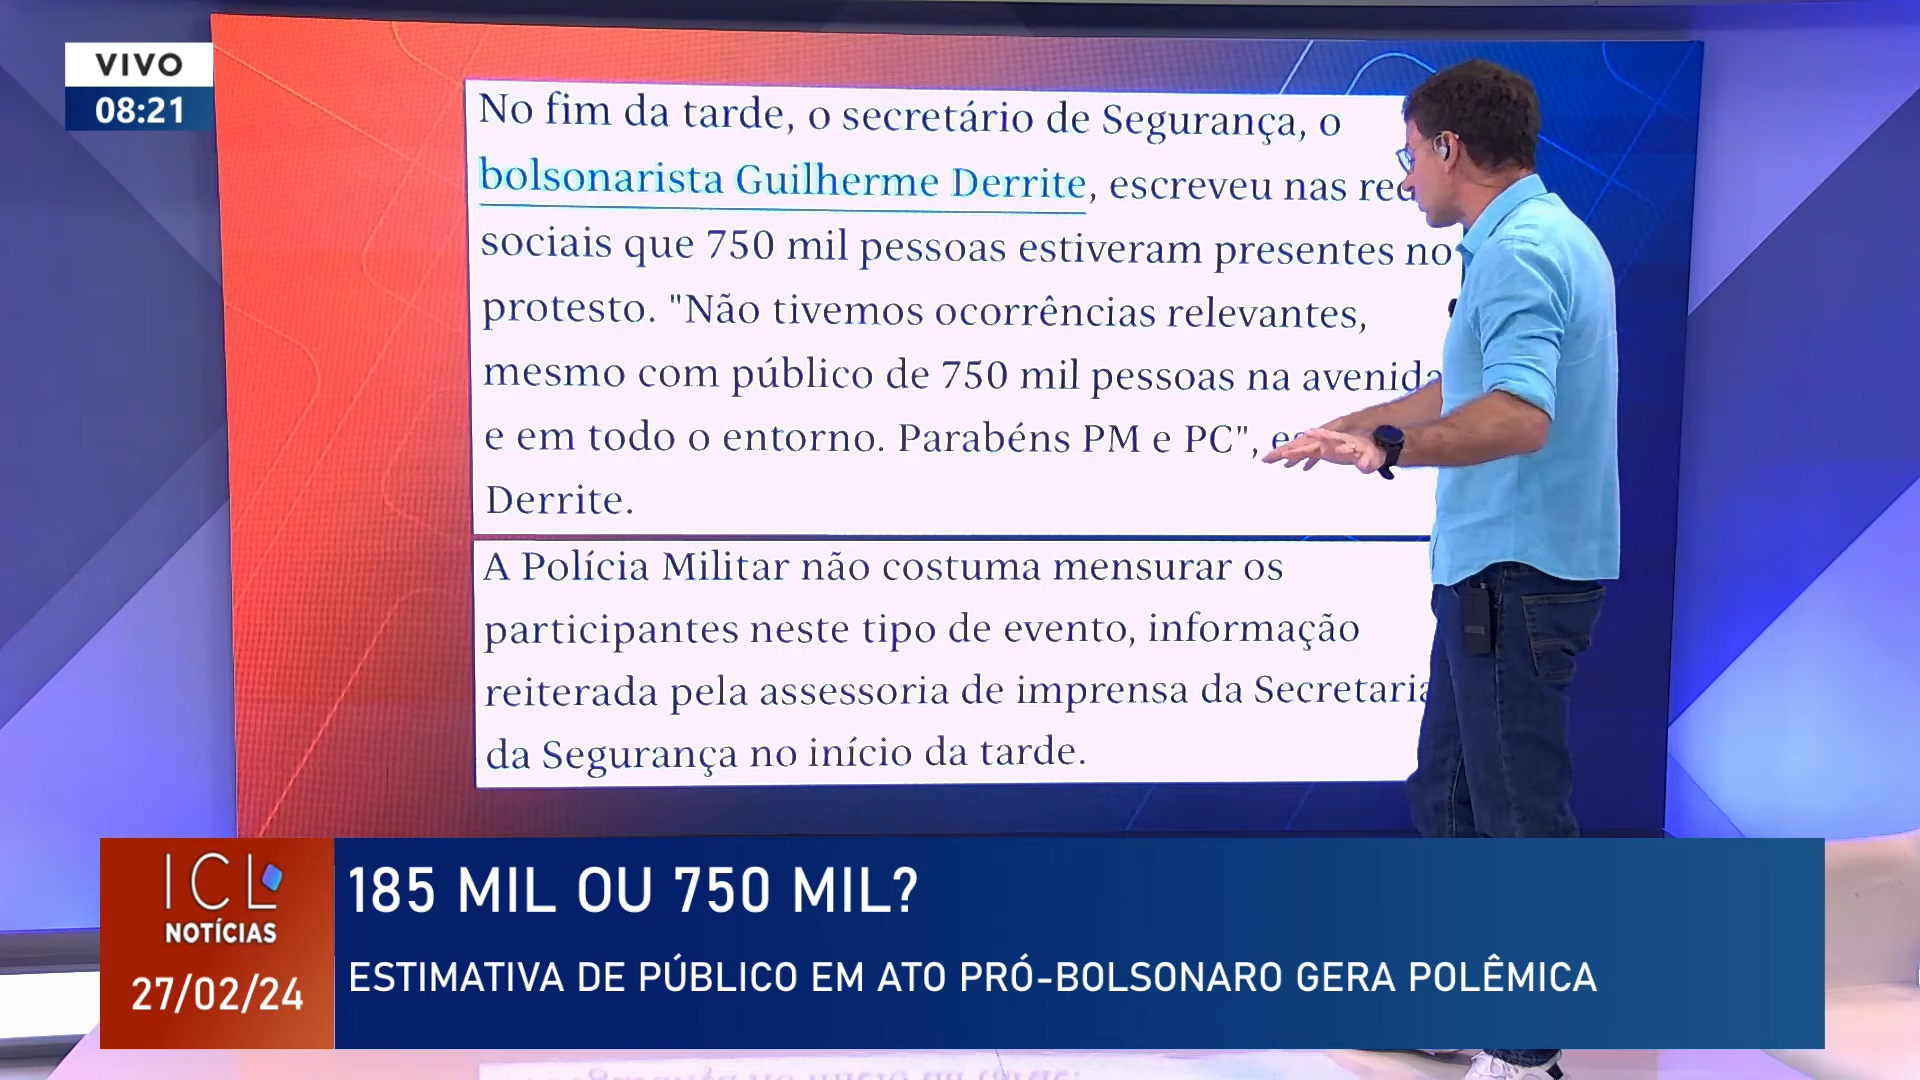 VIVO
08:21
No fim da tarde, o secretário de Segurança, o
bolsonarista Guilherme Derrite, escreveu nas
sociais que 750 mil pessoas estiveram presentes no
protesto. "Não tivemos ocorrências relevantes,
mesmo com público de 750 mil pessoas na avenida
e em todo o entorno. Parabéns PM e PC",
Derrite.
A Polícia Militar não costuma mensurar os
participantes neste tipo de evento, informação
reiterada pela assessoria de imprensa da Secretaria
da Segurança no início da tarde.
ICL
NOTÍCIAS
27/02/24
185 MIL OU 750 MIL?
ESTIMATIVA DE PÚBLICO EM ATO PRÓ-BOLSONARO GERA POLÊMICA